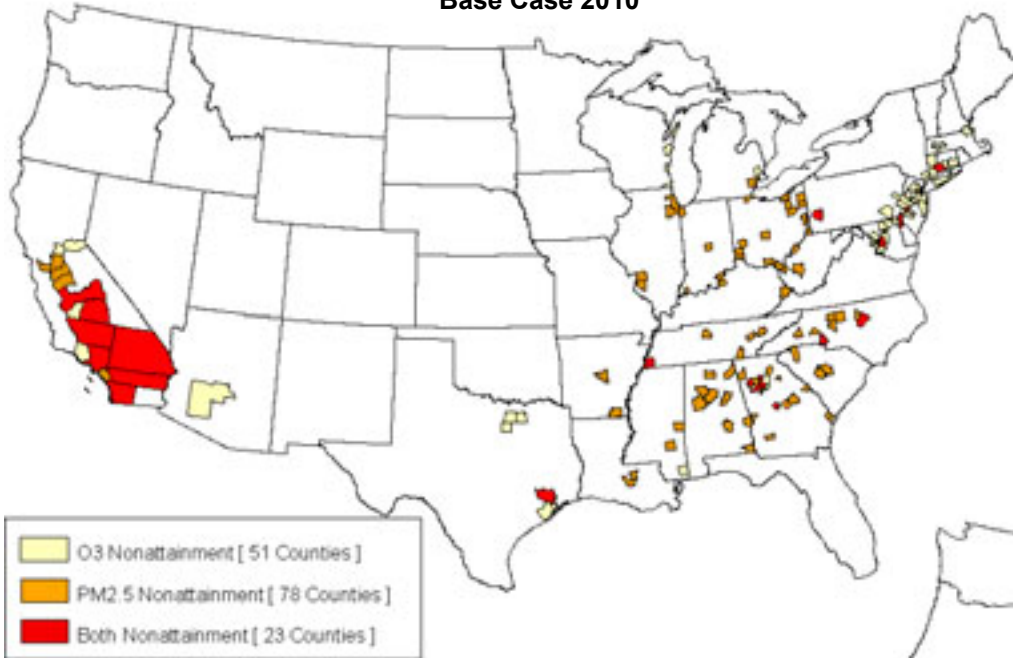 Base Case 2010
O3 Nonattainment [ 51 Counties ]
PM2.5 Nonattainment [ 78 Counties ]
Both Nonattainment [ 23 Counties ]